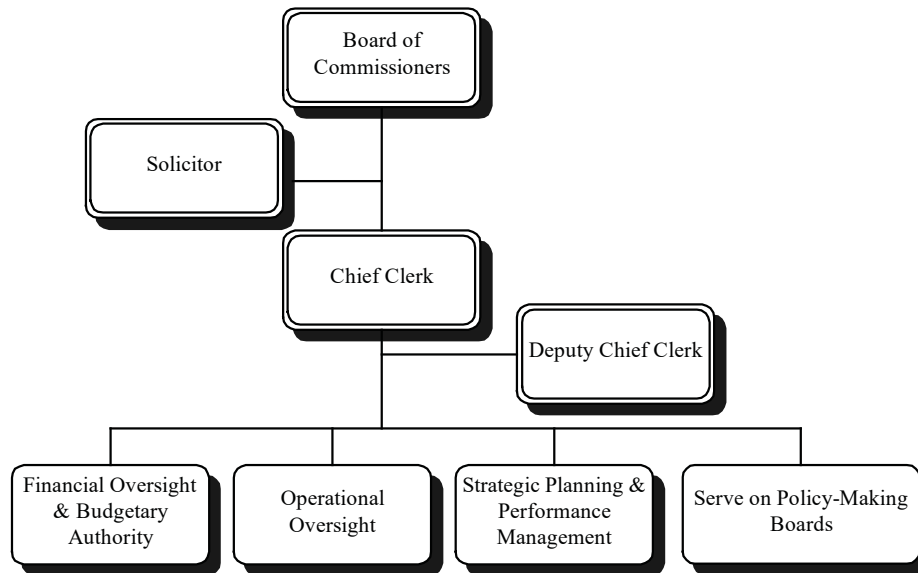 Board of
Commissioners
Solicitor
Chief Clerk
Deputy Chief Clerk
Financial Oversight
& Budgetary
Authority
Operational
Oversight
Strategic Planning &
Performance
Management
Serve on Policy-Making
Boards